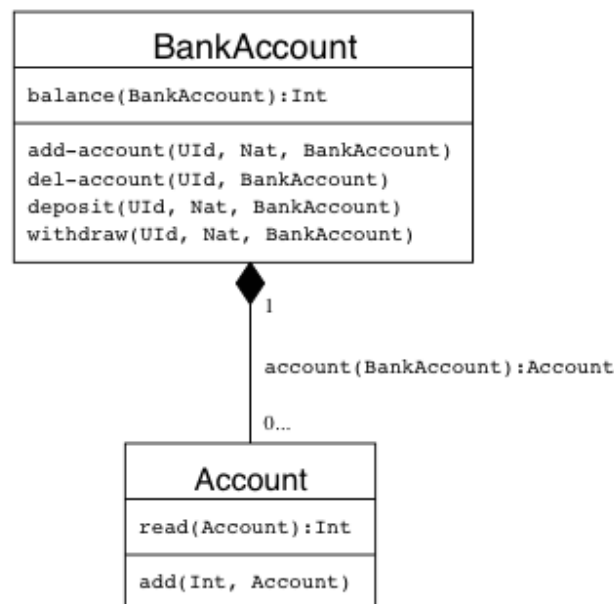 BankAccount
balance(BankAccount):Int
add-account(UId, Nat, BankAccount)
del-account(UId, BankAccount)
deposit(UId, Nat, BankAccount)
withdraw(UId, Nat, BankAccount)
1
account(BankAccount):Account
0...
Account
read(Account):Int
add(Int, Account)